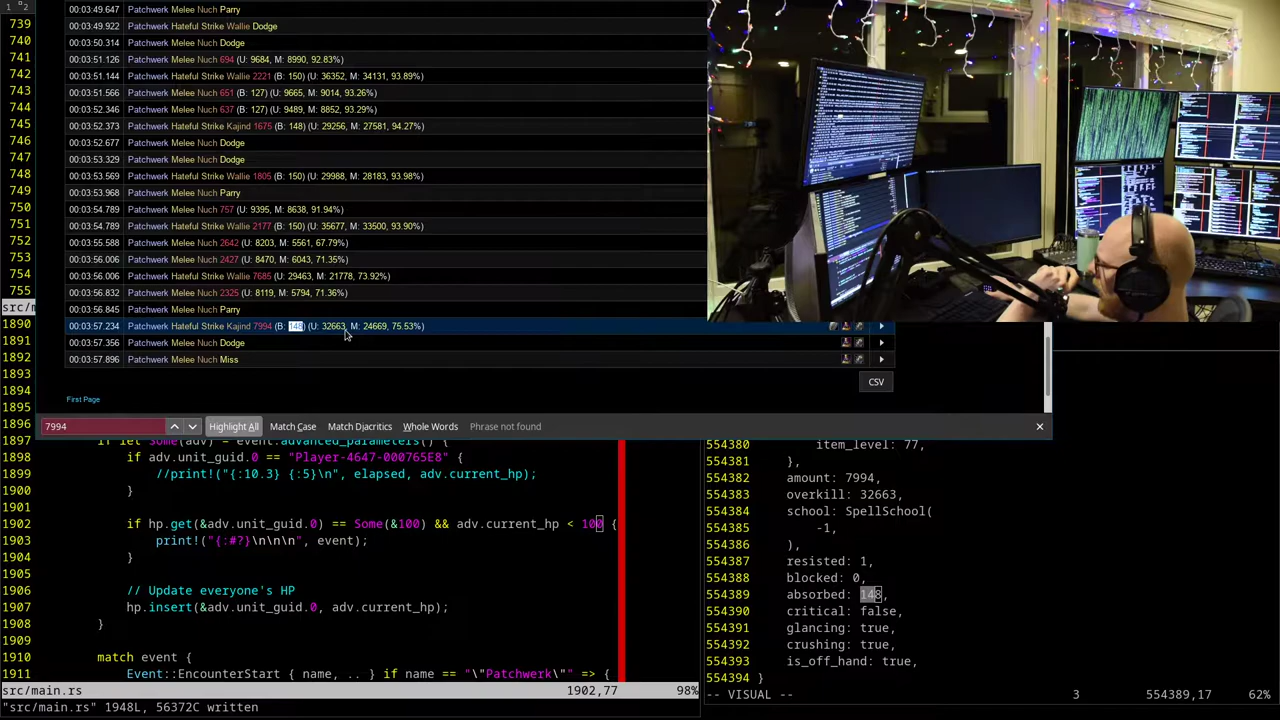 1 2
739
740
741
742
743
744
745
746
747
748
749
750
751
752
753
754
755
00:03:49.647 Patchwerk Melee Nuch Parry
00:03:49.922 Patchwerk Hateful Strike Wallie Dodge
00:03:50.314 Patchwerk Melee Nuch Dodge
00:03:51.126 Patchwerk Melee Nuch 694 (U: 9684, M: 8990, 92.83%)
00:03:51.144 Patchwerk Hateful Strike Wallie 2221 (B: 150) (U: 36352, M: 34131, 93.89%)
00:03:51.565 Patchwerk Melee Nuch 651 (B: 127) (U: 9665, M: 9014, 93.26%)
00:03:52.346 Patchwerk Melee Nuch 637 (B: 127) (U: 9489, M: 8852, 93.29%)
00:03:52.373 Patchwerk Hateful Strike Kajind 1675 (B: 148) (U: 29256, M: 27581, 94.27%)
00:03:52.677 Patchwerk Melee Nuch Dodge
00:03:53.329 Patchwerk Melee Nuch Dodge
00:03:53.569 Patchwerk Hateful Strike Wallie 1805 (B: 150) (U: 29988, M: 28183, 93.98%)
00:03:53.968 Patchwerk Melee Nuch Parry
00:03:54.789 Patchwerk Melee Nuch 757 (U: 9395, M: 8638, 91.94%)
00:03:54.789 Patchwerk Hateful Strike Wallie 2177 (B: 150) (U: 35677, M: 33500, 93.90%)
00:03:55.588 Patchwerk Melee Nuch 2642 (U: 8203, M: 5561, 67.79%)
00:03:56.006 Patchwerk Melee Nuch 2427 (U: 8470, M: 6043, 71.35%)
00:03:56.006 Patchwerk Hateful Strike Wallie 7685 (U: 29463, M: 21778, 73.92%)
00:03:56.832 Patchwerk Melee Nuch 2325 (U: 8119, M: 5794, 71.36%)
00:03:56.845 Patchwerk Melee Nuch Parry
00:03:57.234 Patchwerk Hateful Strike Kajind 7994 (B: 148) (U: 32663, M: 24669, 75.53%)
00:03:57.356 Patchwerk Melee Nuch Dodge
00:03:57.896 Patchwerk Melee Nuch Miss
CSV
First Page
7994 Highlight All Match Case Match Diacritics Whole Words Phrase not found
src/m
1890
1891
1892
1893
1894
1895
1896
1897 if let Some(adv) = event.advanced_parameters() {
1898 if adv.unit_guid.0 == "Player-4647-000765E8" {
1899 //print!("{:10.3} {:5}\n", elapsed, adv.current_hp);
1900 }
1901
1902 if hp.get(&adv.unit_guid.0) == Some(&100) && adv.current_hp < 100 {
1903 print!("{:#?}\n\n\n", event);
1904 }
1905
1906 // Update everyone's HP
1907 hp.insert(&adv.unit_guid.0, adv.current_hp);
1908 }
1909
1910 match event {
1911 Event::EncounterStart { name, .. } if name == "\"Patchwerk\"" => {
src/main.rs 1902,77 98%
"src/main.rs" 1948L, 56372C written
554380 item_level: 77,
554381 },
554382 amount: 7994,
554383 overkill: 32663,
554384 school: SpellSchool(
554385 -1,
554386 ),
554387 resisted: 1,
554388 blocked: 0,
554389 absorbed: 148,
554390 critical: false,
554391 glancing: true,
554392 crushing: true,
554393 is_off_hand: true,
554394 }
-- VISUAL -- 3 554389,17 62%